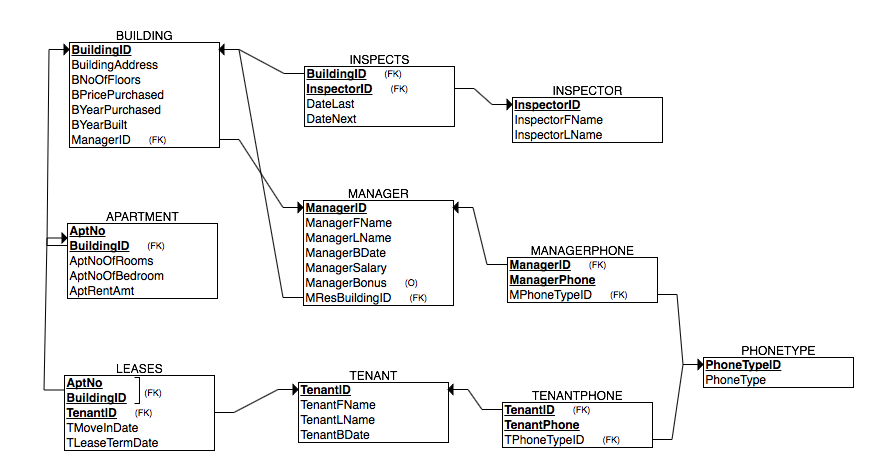 BUILDING
BuildingID
BuildingAddress
BNoOfFloors
BPricePurchased
BYearPurchased
BYearBuilt
ManagerID (FK)
INSPECTS
BuildingID (FK)
InspectorID (FK)
DateLast
DateNext
INSPECTOR
InspectorID
InspectorFName
InspectorLName
APARTMENT
AptNo
BuildingID (FK)
AptNoOfRooms
AptNoOfBedroom
AptRentAmt
MANAGER
ManagerID
ManagerFName
ManagerLName
ManagerBDate
ManagerSalary
ManagerBonus (O)
MResBuildingID (FK)
MANAGERPHONE
ManagerID (FK)
ManagerPhone
MPhoneTypeID (FK)
PHONETYPE
PhoneTypeID
PhoneType
LEASES
AptNo
BuildingID (FK)
TenantID (FK)
TMoveInDate
TLeaseTermDate
TENANT
TenantID
TenantFName
TenantLName
TenantBDate
TENANTPHONE
TenantID (FK)
TenantPhone
TPhoneTypeID (FK)